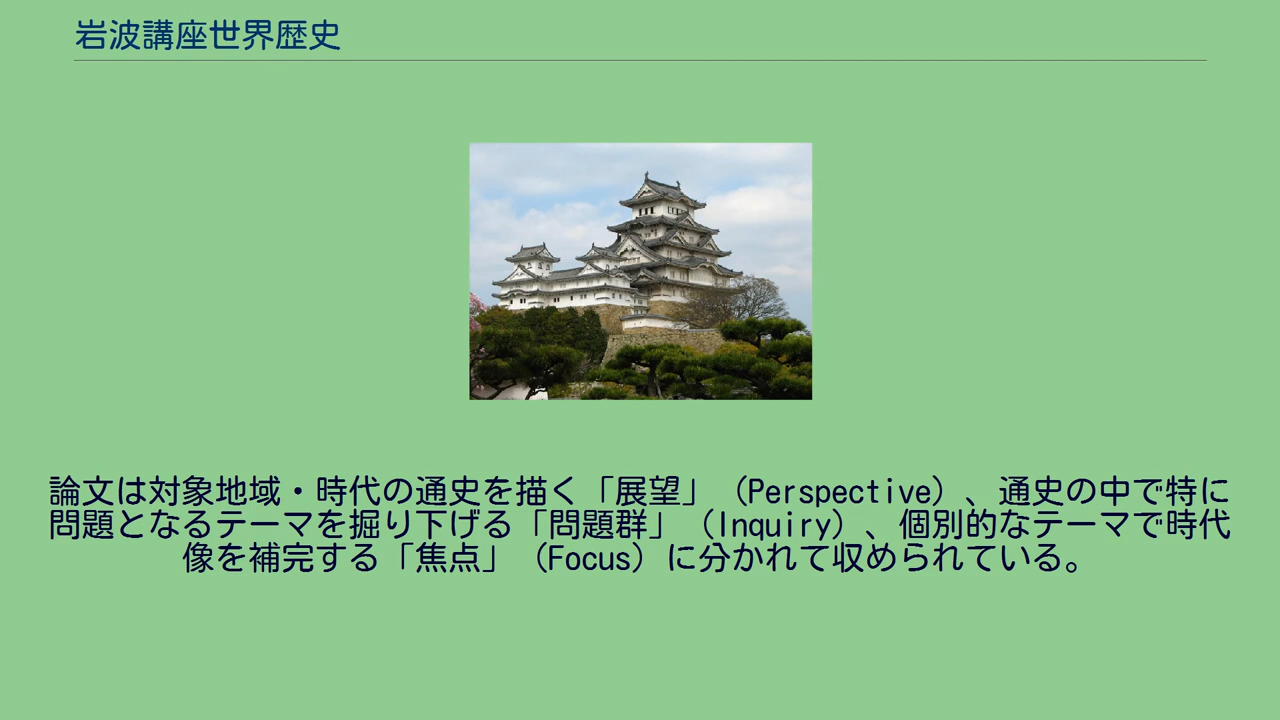 岩波講座世界歴史
論文は対象地域・時代の通史を描く「展望」（Perspective）、通史の中で特に
問題となるテーマを掘り下げる「問題群」（Inquiry）、個別的なテーマで時代
像を補完する「焦点」（Focus）に分かれて収められている。